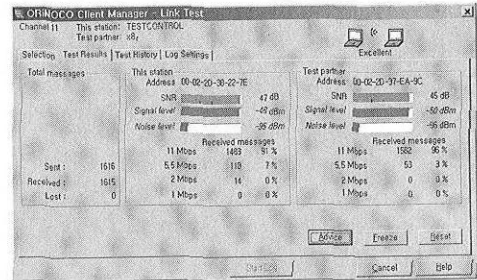 ORiNOCO Client Manager - Link Test
Channel 11 This station: TESTCONTROL
Test partner:
Excellent
Selection Test Results Test History Log Settings
Total messages
Sent : 1616
Received : 1615
Lost : 0
This station
Address 00-02-2D-30-22-7E
SNR 47 dB
Signal level dBm
Noise level -95 dBm
Received messages
11 Mbps 1483 91 %
5.5 Mbps 118 7 %
2 Mbps 14 0 %
1 Mbps 0 0 %
Test partner
Address 00-02-2D-37-EA-9C
SNR 45 dB
Signal level -50 dBm
Noise level -95 dBm
Received messages
11 Mbps 1562 96 %
5.5 Mbps 53 3 %
2 Mbps 0 0 %
1 Mbps 0 0 %
Advice Freeze Reset
Start Log Cancel Help